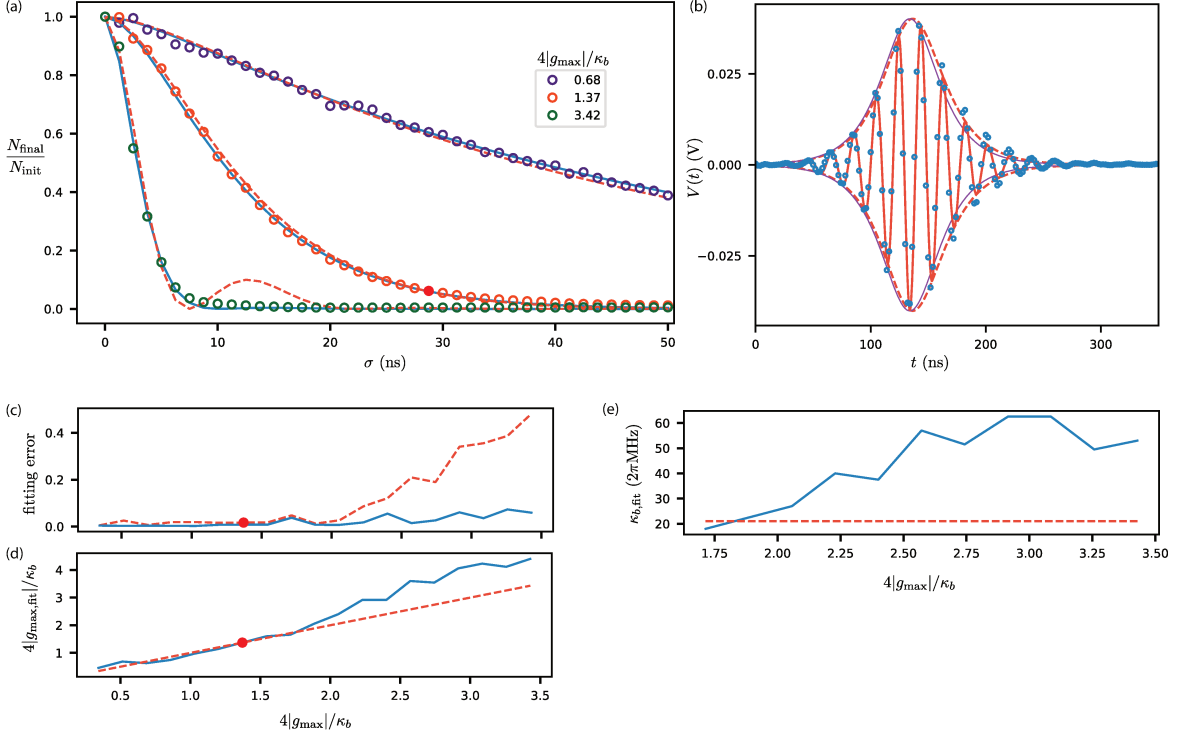 (a)
1.0
0.8
0.6
0.4
0.2
0.0
N_final / N_init
0 10 20 30 40 50
σ (ns)
4|g_max|/κ_b
0.68
1.37
3.42
(b)
0.025
0.000
−0.025
V(t) (V)
0 100 200 300
t (ns)
(c)
0.4
0.2
0.0
fitting error
(d)
4
3
2
1
4|g_max,fit|/κ_b
0.5 1.0 1.5 2.0 2.5 3.0 3.5
4|g_max|/κ_b
(e)
60
50
40
30
20
κ_b,fit (2πMHz)
1.75 2.00 2.25 2.50 2.75 3.00 3.25 3.50
4|g_max|/κ_b